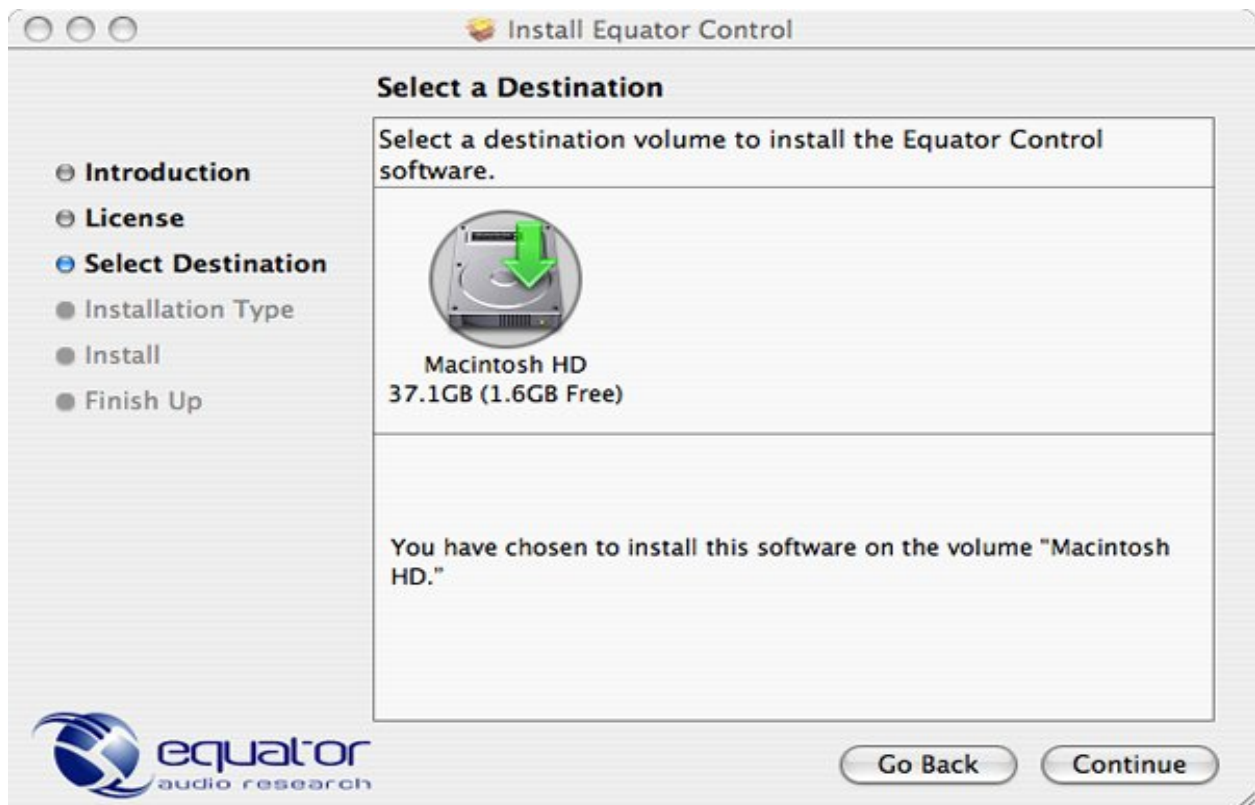 Install Equator Control
Select a Destination
Select a destination volume to install the Equator Control
software.
Introduction
License
Select Destination
Installation Type
Install
Finish Up
Macintosh HD
37.1GB (1.6GB Free)
You have chosen to install this software on the volume "Macintosh
HD."
equator
audio research
Go Back
Continue